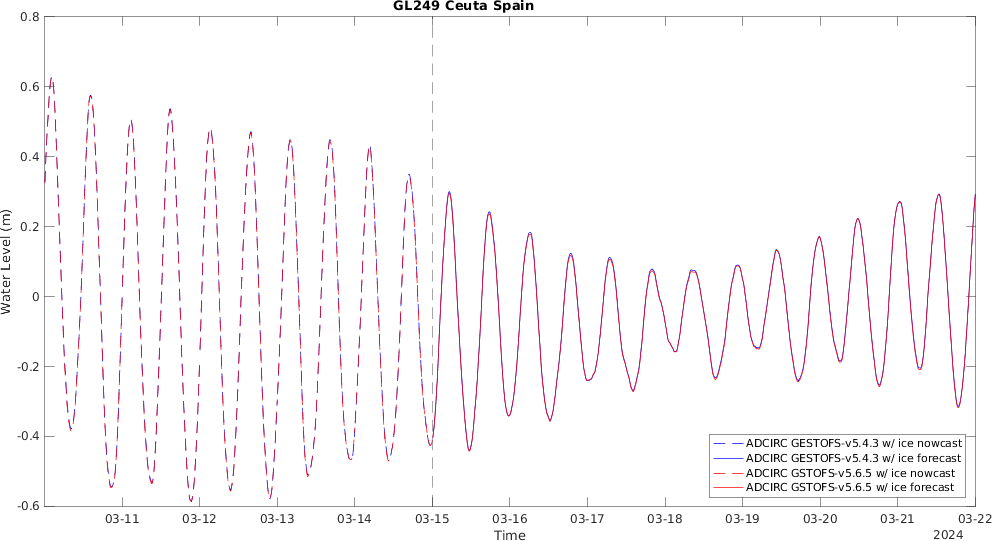 GL249 Ceuta Spain
0.8
0.6
0.4
0.2
0
-0.2
-0.4
-0.6
Water Level (m)
ADCIRC GESTOFS-v5.4.3 w/ ice nowcast
ADCIRC GESTOFS-v5.4.3 w/ ice forecast
ADCIRC GSTOFS-v5.6.5 w/ ice nowcast
ADCIRC GSTOFS-v5.6.5 w/ ice forecast
03-11 03-12 03-13 03-14 03-15 03-16 03-17 03-18 03-19 03-20 03-21 03-22
Time
2024